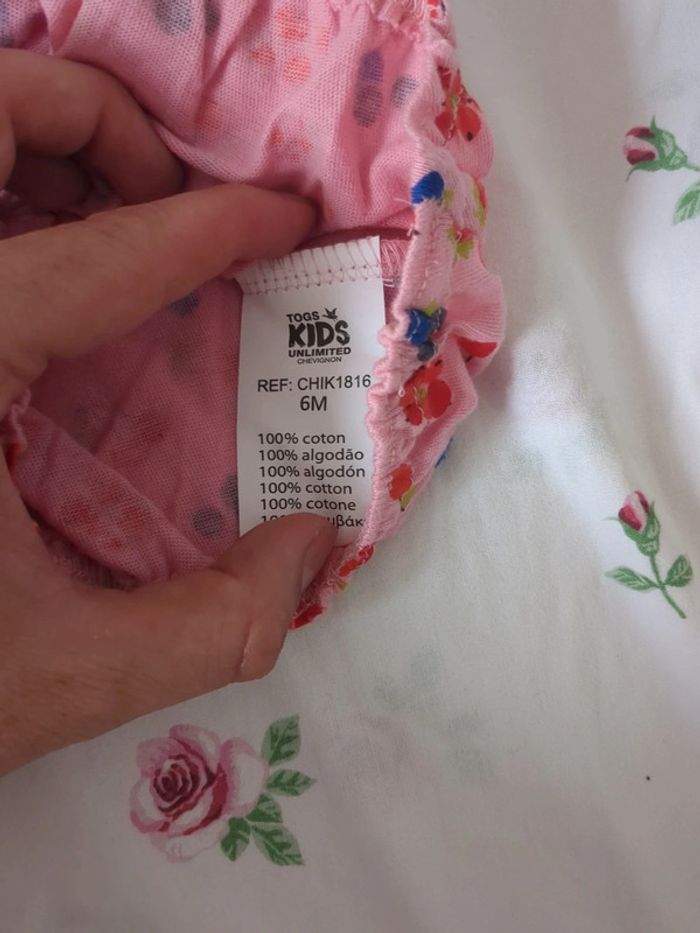 TOGS
KIDS
UNLIMITED
CHEVIGNON
REF: CHIK1816
6M
100% coton
100% algodão
100% algodón
100% cotton
100% cotone